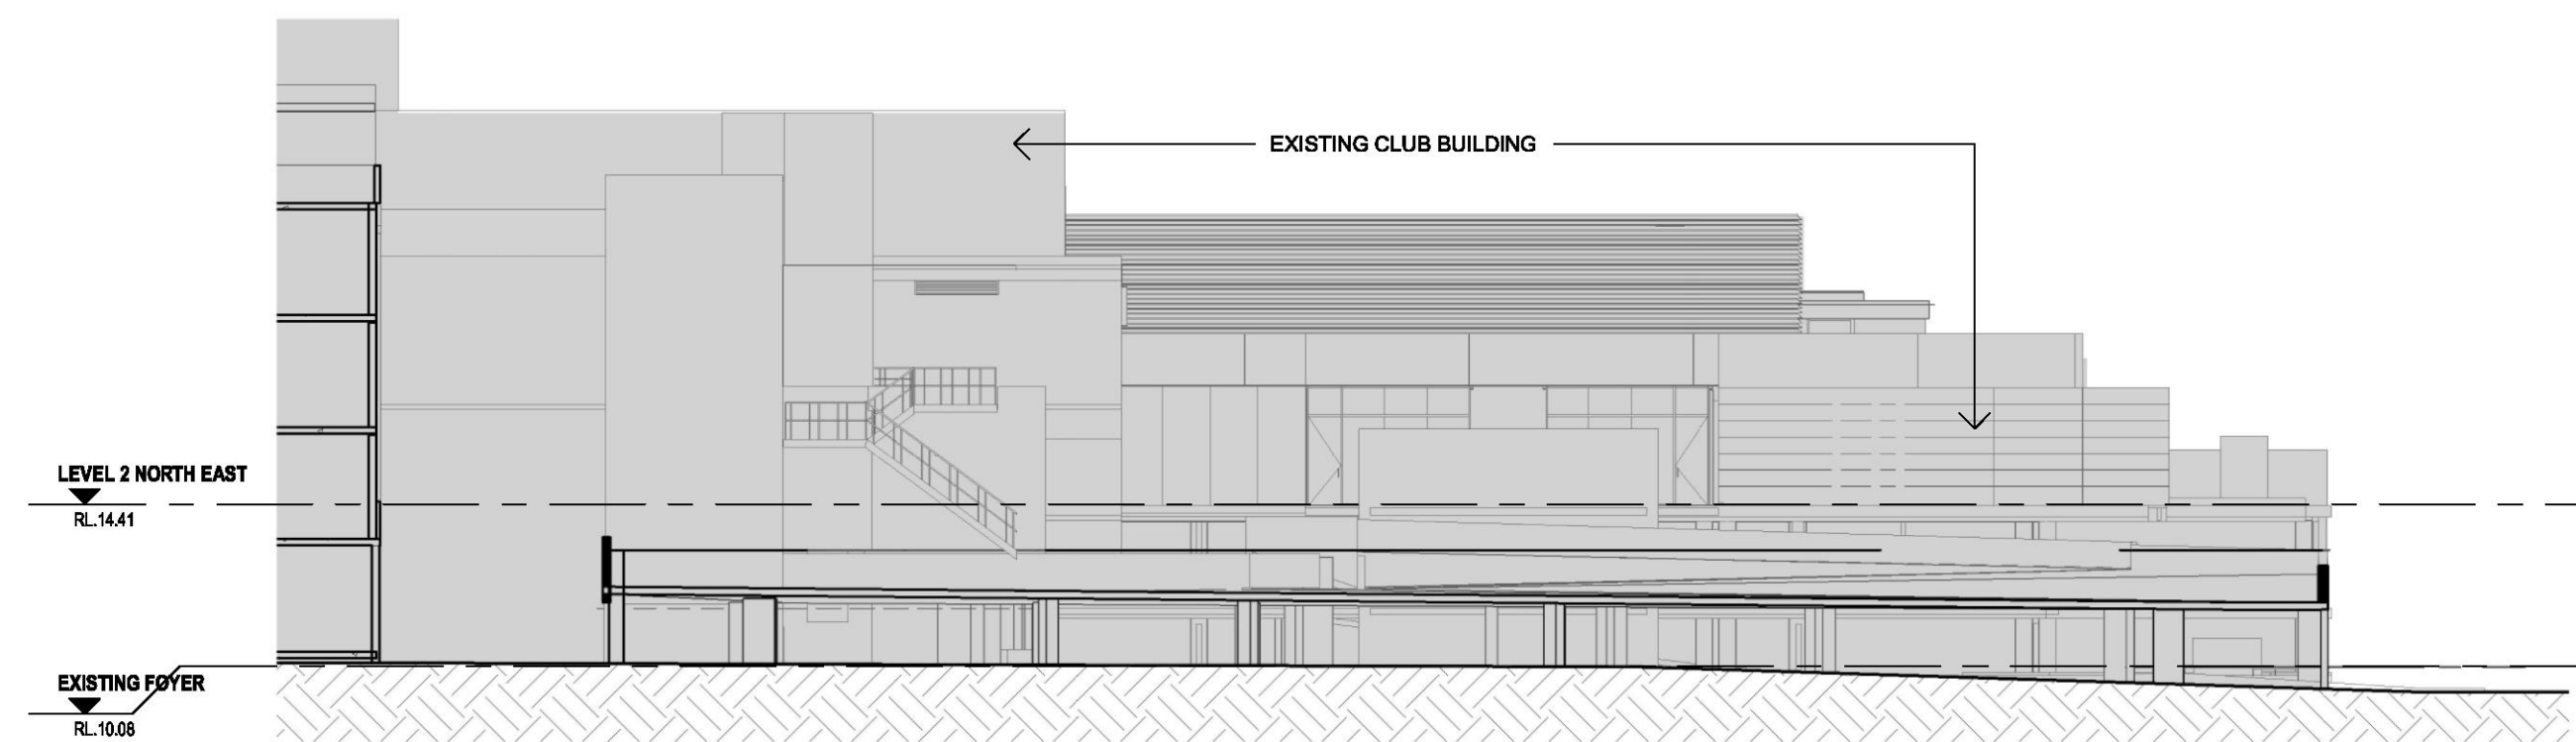 EXISTING CLUB BUILDING
LEVEL 2 NORTH EAST
RL.14.41
EXISTING FOYER
RL.10.08